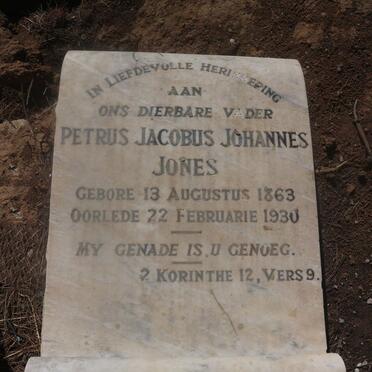 IN LIEFDEVOLLE HERINNERING
AAN
ONS DIERBARE VADER
PETRUS JACOBUS JOHANNES
JONES
GEBORE 13 AUGUSTUS 1863
OORLEDE 22 FEBRUARIE 1930
MY GENADE IS U GENOEG.
2 KORINTHE 12, VERS 9.